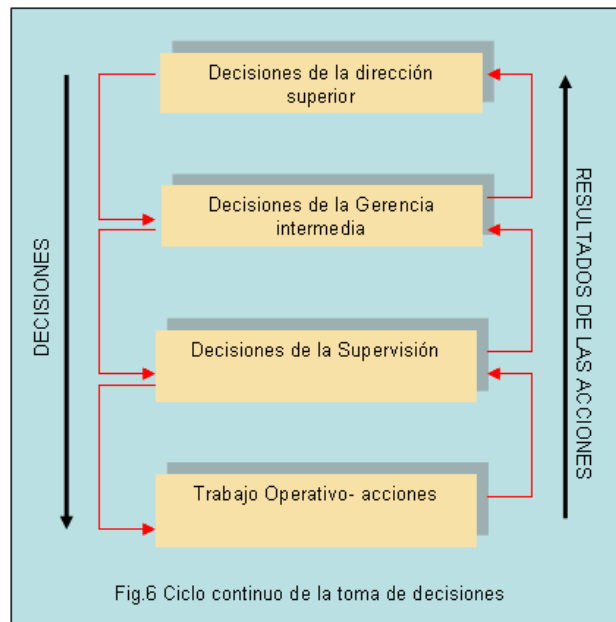 Decisiones de la dirección
superior
Decisiones de la Gerencia
intermedia
Decisiones de la Supervisión
Trabajo Operativo- acciones
DECISIONES
RESULTADOS DE LAS ACCIONES
Fig.6 Ciclo continuo de la toma de decisiones